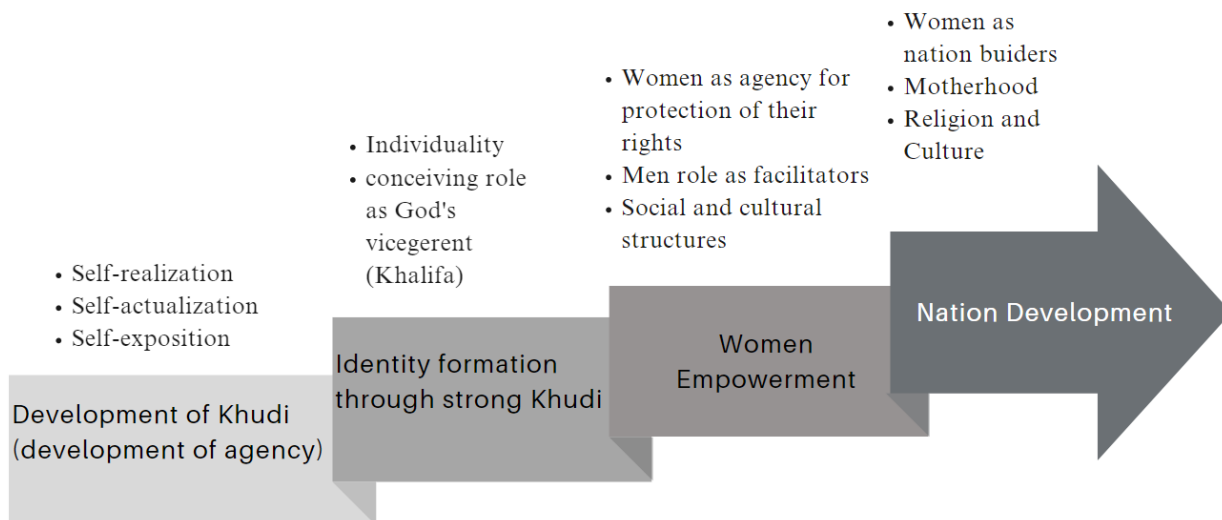 • Self-realization
• Self-actualization
• Self-exposition
Development of Khudi
(development of agency)
• Individuality
• conceiving role
as God's
vicegerent
(Khalifa)
Identity formation
through strong Khudi
• Women as agency for
protection of their
rights
• Men role as facilitators
• Social and cultural
structures
Women
Empowerment
• Women as
nation buiders
• Motherhood
• Religion and
Culture
Nation Development